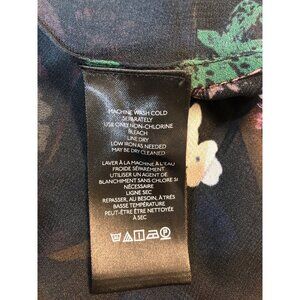 MACHINE WASH COLD
SEPARATELY
USE ONLY NON-CHLORINE
BLEACH
LINE DRY
LOW IRON AS NEEDED
MAY BE DRY CLEANED
LAVER À LA MACHINE À L'EAU
FROIDE SÉPARÉMENT
UTILISER UN AGENT DE
BLANCHIMENT SANS CHLORE SI
NÉCESSAIRE
LIGNE SEC
REPASSER, AU BESOIN, À TRÈS
BASSE TEMPÉRATURE
PEUT-ÊTRE ÊTRE NETTOYÉE
À SEC